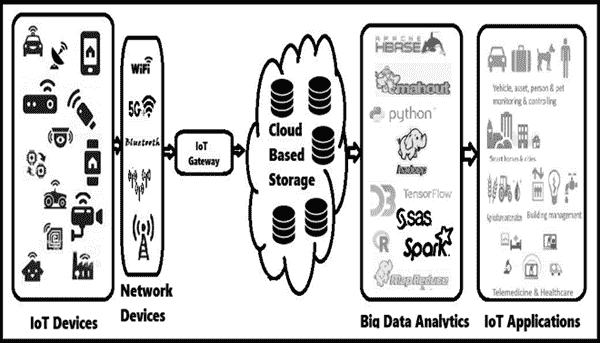 WiFi
5G
Bluetooth
IoT
Gateway
Cloud
Based
Storage
APACHE
HBASE
mahout
python
hadoop
TensorFlow
sas
Spark
R
MapReduce
Vehicle, asset, person & pet
monitoring & controlling
Smart homes & cities
Building management
Telemedicine & Healthcare
IoT Devices
Network
Devices
Big Data Analytics
IoT Applications